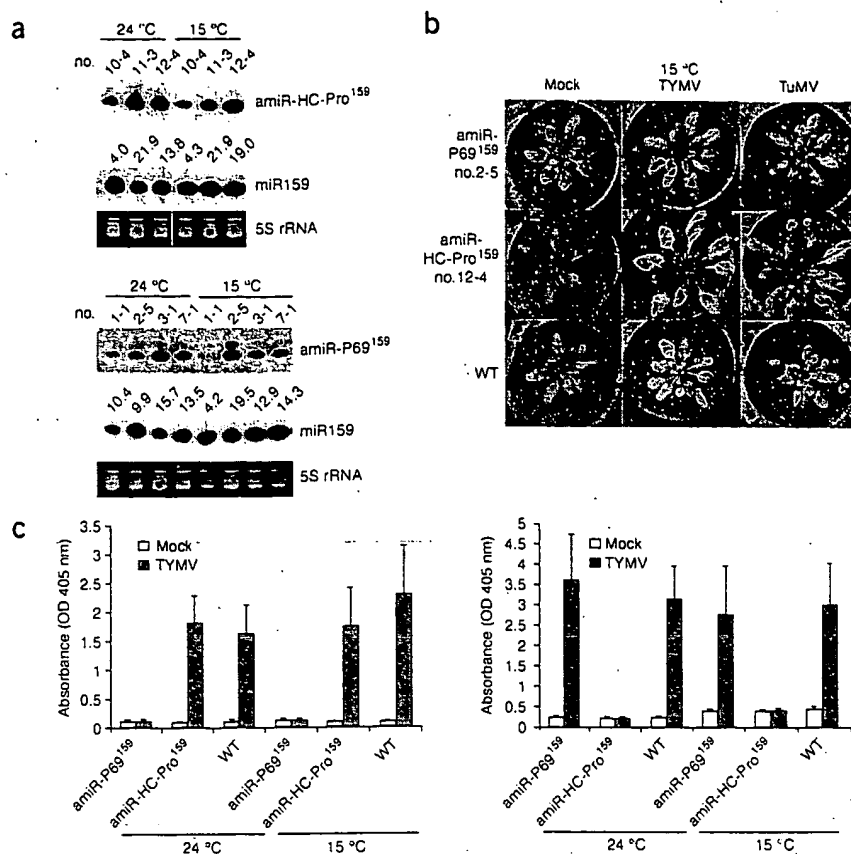 a
24 °C 15 °C
no. 10-4 11-3 12-4 10-4 11-3 12-4
amiR-HC-Pro159
4.0 21.9 13.8 4.3 21.9 19.0
miR159
5S rRNA
24 °C 15 °C
no. 1-1 2-5 3-1 7-1 1-1 2-5 3-1 7-1
amiR-P69159
10.4 9.9 15.7 13.5 4.2 19.5 12.9 14.3
miR159
5S rRNA
b
15 °C
Mock TYMV TuMV
amiR-
P69159
no.2-5
amiR-
HC-Pro159
no.12-4
WT
c
Absorbance (OD 405 nm)
3.5
3
2.5
2
1.5
1
0.5
0
Mock
TYMV
amiR-P69159
amiR-HC-Pro159
WT
amiR-P69159
amiR-HC-Pro159
WT
24 °C 15 °C
Absorbance (OD 405 nm)
5
4.5
4
3.5
3
2.5
2
1.5
1
0.5
0
Mock
TYMV
amiR-P69159
amiR-HC-Pro159
WT
amiR-P69159
amiR-HC-Pro159
WT
24 °C 15 °C